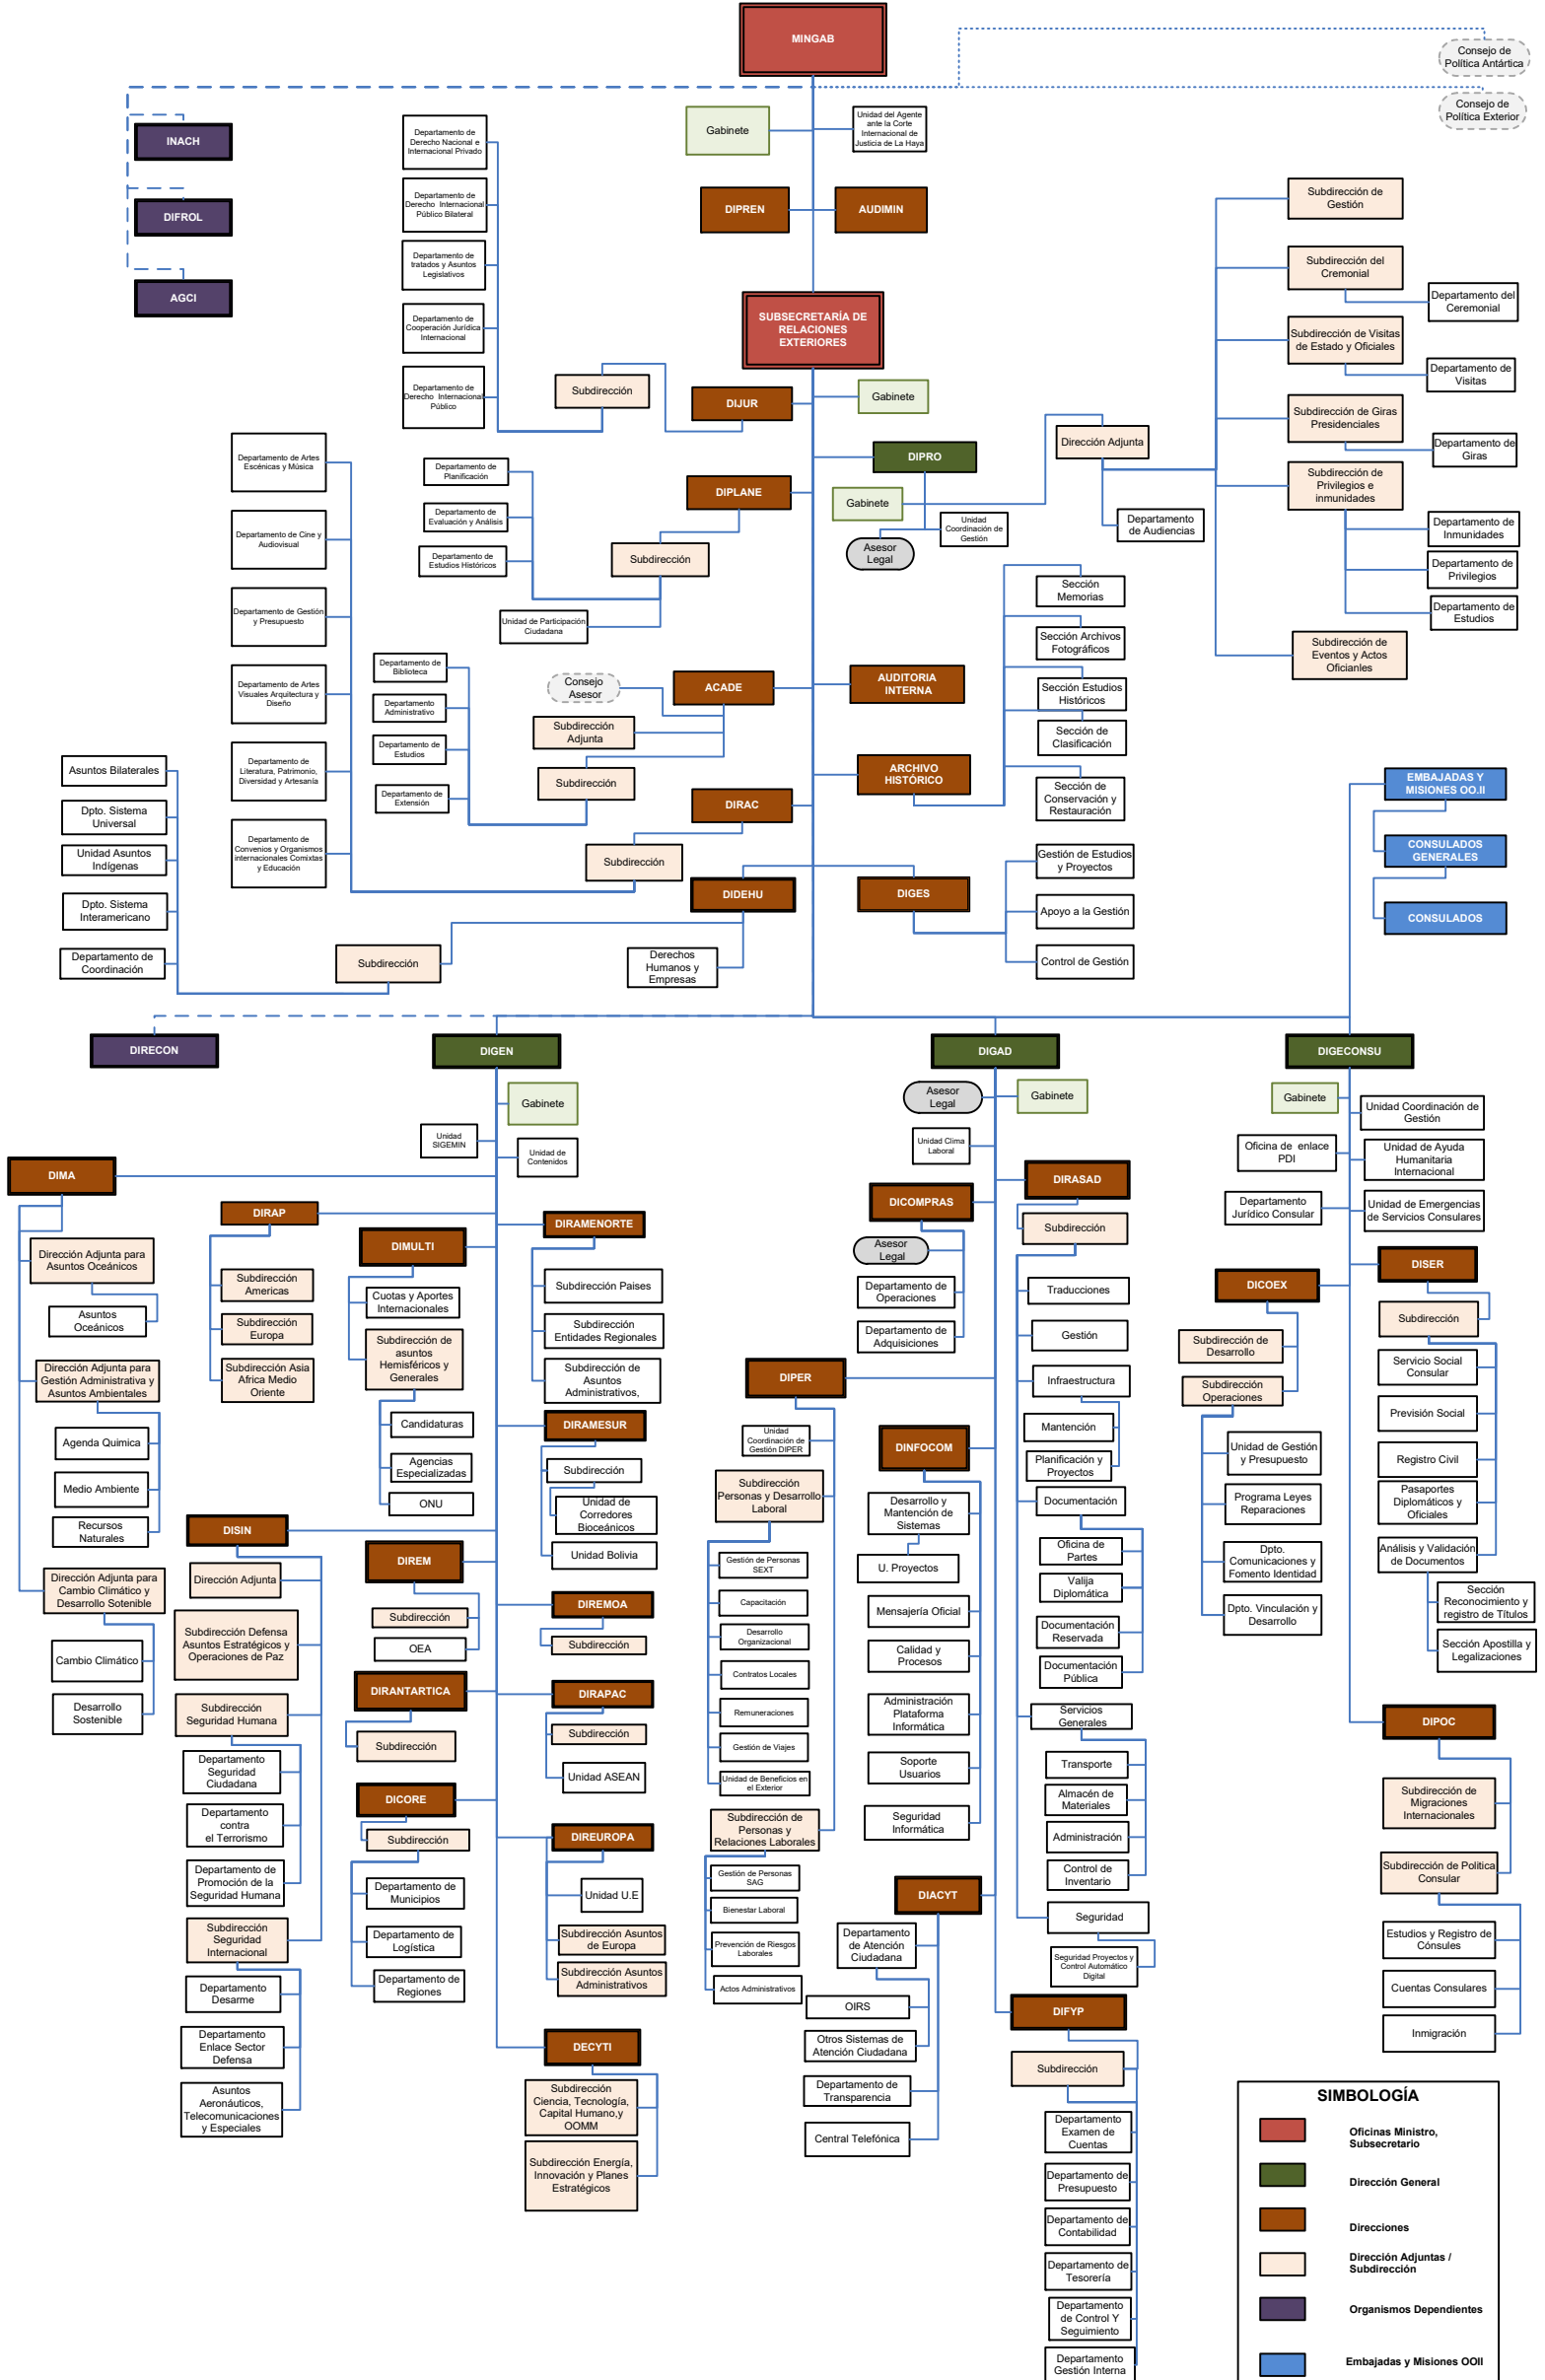 MINGAB
Consejo de
Política Antártica
Consejo de
Política Exterior
Gabinete
Unidad del Agente
ante la Corte
Internacional de
Justicia de La Haya
INACH
DIFROL
AGCI
Departamento de
Derecho Nacional e
Internacional Privado
Departamento de
Derecho  Internacional
Público Bilateral
Departamento de
tratados y Asuntos
Legislativos
Departamento de
Cooperación Jurídica
Internacional
Departamento de
Derecho  Internacional
Público
DIPREN
AUDIMIN
SUBSECRETARÍA DE
RELACIONES
EXTERIORES
Subdirección
DIJUR
Gabinete
DIPRO
Gabinete
Asesor
Legal
Unidad
Coordinación de
Gestión
Dirección Adjunta
Departamento
de Audiencias
Subdirección de
Gestión
Subdirección del
Cremonial
Departamento del
Ceremonial
Subdirección de Visitas
de Estado y Oficiales
Departamento de
Visitas
Subdirección de Giras
Presidenciales
Departamento de
Giras
Subdirección de
Privilegios e
inmunidades
Departamento de
Inmunidades
Departamento de
Privilegios
Departamento de
Estudios
Subdirección de
Eventos y Actos
Oficianles
DIPLANE
Departamento de
Planificación
Departamento de
Evaluación y Análisis
Departamento de
Estudios Históricos
Subdirección
Unidad de Participación
Ciudadana
Departamento de Artes
Escénicas y Música
Departamento de Cine y
Audiovisual
Departamento de Gestión
y Presupuesto
Departamento de Artes
Visuales Arquitectura y
Diseño
Departamento de
Literatura, Patrimonio,
Diversidad y Artesanía
Departamento de
Convenios y Organismos
internacionales Comixtas
y Educación
Departamento de
Biblioteca
Departamento
Administrativo
Departamento de
Estudios
Departamento de
Extensión
Consejo
Asesor
ACADE
Subdirección
Adjunta
Subdirección
DIRAC
Subdirección
AUDITORIA
INTERNA
ARCHIVO
HISTÓRICO
Sección
Memorias
Sección Archivos
Fotográficos
Sección Estudios
Históricos
Sección de
Clasificación
Sección de
Conservación y
Restauración
EMBAJADAS Y
MISIONES OO.II
CONSULADOS
GENERALES
CONSULADOS
Asuntos Bilaterales
Dpto. Sistema
Universal
Unidad Asuntos
Indígenas
Dpto. Sistema
Interamericano
Departamento de
Coordinación
Subdirección
DIDEHU
Derechos
Humanos y
Empresas
DIGES
Gestión de Estudios
y Proyectos
Apoyo a la Gestión
Control de Gestión
DIRECON
DIGEN
DIGAD
DIGECONSU
Gabinete
Unidad
SIGEMIN
Unidad de
Contenidos
DIMA
Dirección Adjunta para
Asuntos Oceánicos
Asuntos
Oceánicos
Dirección Adjunta para
Gestión Administrativa y
Asuntos Ambientales
Agenda Quimica
Medio Ambiente
Recursos
Naturales
Dirección Adjunta para
Cambio Climático y
Desarrollo Sotenible
Cambio Climático
Desarrollo
Sostenible
DIRAP
Subdirección
Americas
Subdirección
Europa
Subdirección Asia
Africa Medio
Oriente
DIMULTI
Cuotas y Aportes
Internacionales
Subdirección de
asuntos
Hemisféricos y
Generales
Candidaturas
Agencias
Especializadas
ONU
DIRAMENORTE
Subdirección Paises
Subdirección
Entidades Regionales
Subdirección de
Asuntos
Administrativos,
DIRAMESUR
Subdirección
Unidad de
Corredores
Bioceánicos
Unidad Bolivia
DISIN
Dirección Adjunta
Subdirección Defensa
Asuntos Estratégicos y
Operaciones de Paz
Subdirección
Seguridad Humana
Departamento
Seguridad
Ciudadana
Departamento
contra
el Terrorismo
Departamento de
Promoción de la
Seguridad Humana
Subdirección
Seguridad
Internacional
Departamento
Desarme
Departamento
Enlace Sector
Defensa
Asuntos
Aeronáuticos,
Telecomunicaciones
y Especiales
DIREM
Subdirección
OEA
DIREMOA
Subdirección
DIRANTARTICA
Subdirección
DIRAPAC
Subdirección
Unidad ASEAN
DICORE
Subdirección
Departamento de
Municipios
Departamento de
Logística
Departamento de
Regiones
DIREUROPA
Unidad U.E
Subdirección Asuntos
de Europa
Subdirección Asuntos
Administrativos
DECYTI
Subdirección
Ciencia, Tecnología,
Capital Humano,y
OOMM
Subdirección Energía,
Innovación y Planes
Estratégicos
Asesor
Legal
Gabinete
Unidad Clima
Laboral
DICOMPRAS
Asesor
Legal
Departamento de
Operaciones
Departamento de
Adquisiciones
DIRASAD
Subdirección
Traducciones
Gestión
Infraestructura
Mantención
Planificación y
Proyectos
Documentación
Oficina de
Partes
Valija
Diplomática
Documentación
Reservada
Documentación
Pública
Servicios
Generales
Transporte
Almacén de
Materiales
Administración
Control de
Inventario
Seguridad
Seguridad Proyectos y
Control Automático
Digital
DIPER
Unidad
Coordinación de
Gestión DIPER
Subdirección
Personas y Desarrollo
Laboral
Gestión de Personas
SEXT
Capacitación
Desarrollo
Organizacional
Contratos Locales
Remuneraciones
Gestión de Viajes
Unidad de Beneficios en
el Exterior
Subdirección de
Personas y
Relaciones Laborales
Gestión de Personas
SAG
Bienestar Laboral
Prevención de Riesgos
Laborales
Actos Administrativos
DINFOCOM
Desarrollo y
Mantención de
Sistemas
U. Proyectos
Mensajería Oficial
Calidad y
Procesos
Administración
Plataforma
Informática
Soporte
Usuarios
Seguridad
Informática
DIACYT
Departamento
de Atención
Ciudadana
OIRS
Otros Sistemas de
Atención Ciudadana
Departamento de
Transparencia
Central Telefónica
DIFYP
Subdirección
Departamento
Examen de
Cuentas
Departamento de
Presupuesto
Departamento de
Contabilidad
Departamento de
Tesorería
Departamento
de Control Y
Seguimiento
Departamento
Gestión Interna
Gabinete
Unidad Coordinación de
Gestión
Oficina de  enlace
PDI
Unidad de Ayuda
Humanitaria
Internacional
Departamento
Jurídico Consular
Unidad de Emergencias
de Servicios Consulares
DICOEX
Subdirección de
Desarrollo
Subdirección
Operaciones
Unidad de Gestión
y Presupuesto
Programa Leyes
Reparaciones
Dpto.
Comunicaciones y
Fomento Identidad
Dpto. Vinculación y
Desarrollo
DISER
Subdirección
Servicio Social
Consular
Previsión Social
Registro Civil
Pasaportes
Diplomáticos y
Oficiales
Análisis y Validación
de Documentos
Sección
Reconocimiento y
registro de Títulos
Sección Apostilla y
Legalizaciones
DIPOC
Subdirección de
Migraciones
Internacionales
Subdirección de Politica
Consular
Estudios y Registro de
Cónsules
Cuentas Consulares
Inmigración
SIMBOLOGÍA
Oficinas Ministro,
Subsecretario
Dirección General
Direcciones
Dirección Adjuntas /
Subdirección
Organismos Dependientes
Embajadas y Misiones OOII